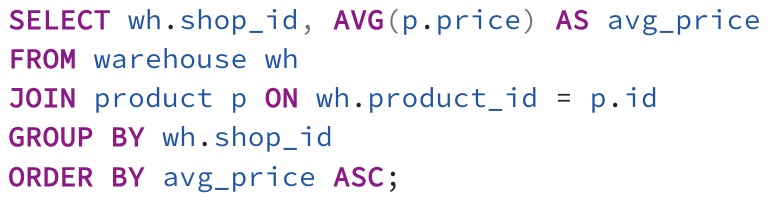 SELECT wh.shop_id, AVG(p.price) AS avg_price
FROM warehouse wh
JOIN product p ON wh.product_id = p.id
GROUP BY wh.shop_id
ORDER BY avg_price ASC;